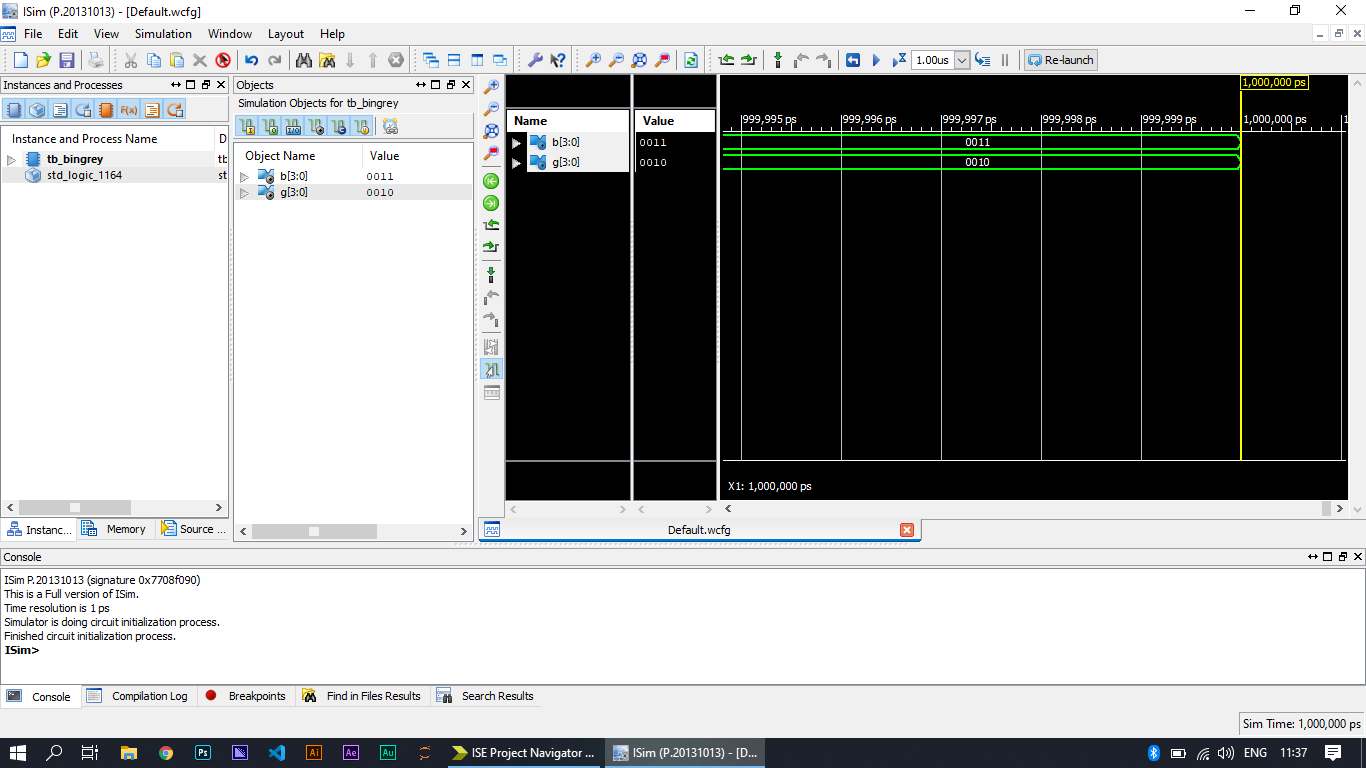 ISim (P.20131013) - [Default.wcfg]
File Edit View Simulation Window Layout Help
1.00us Re-launch
Instances and Processes
Instance and Process Name D
tb_bingrey tb
std_logic_1164 st
Instanc... Memory Source ...
Objects
Simulation Objects for tb_bingrey
Object Name Value
b[3:0] 0011
g[3:0] 0010
Name Value
b[3:0] 0011
g[3:0] 0010
1,000,000 ps
999,995 ps 999,996 ps 999,997 ps 999,998 ps 999,999 ps 1,000,000 ps 1
0011
0010
X1: 1,000,000 ps
Default.wcfg
Console
ISim P.20131013 (signature 0x7708f090)
This is a Full version of ISim.
Time resolution is 1 ps
Simulator is doing circuit initialization process.
Finished circuit initialization process.
ISim>
Console Compilation Log Breakpoints Find in Files Results Search Results
Sim Time: 1,000,000 ps
Ps Ai Ae Au ISE Project Navigator ... ISim (P.20131013) - [D... ENG 11:37